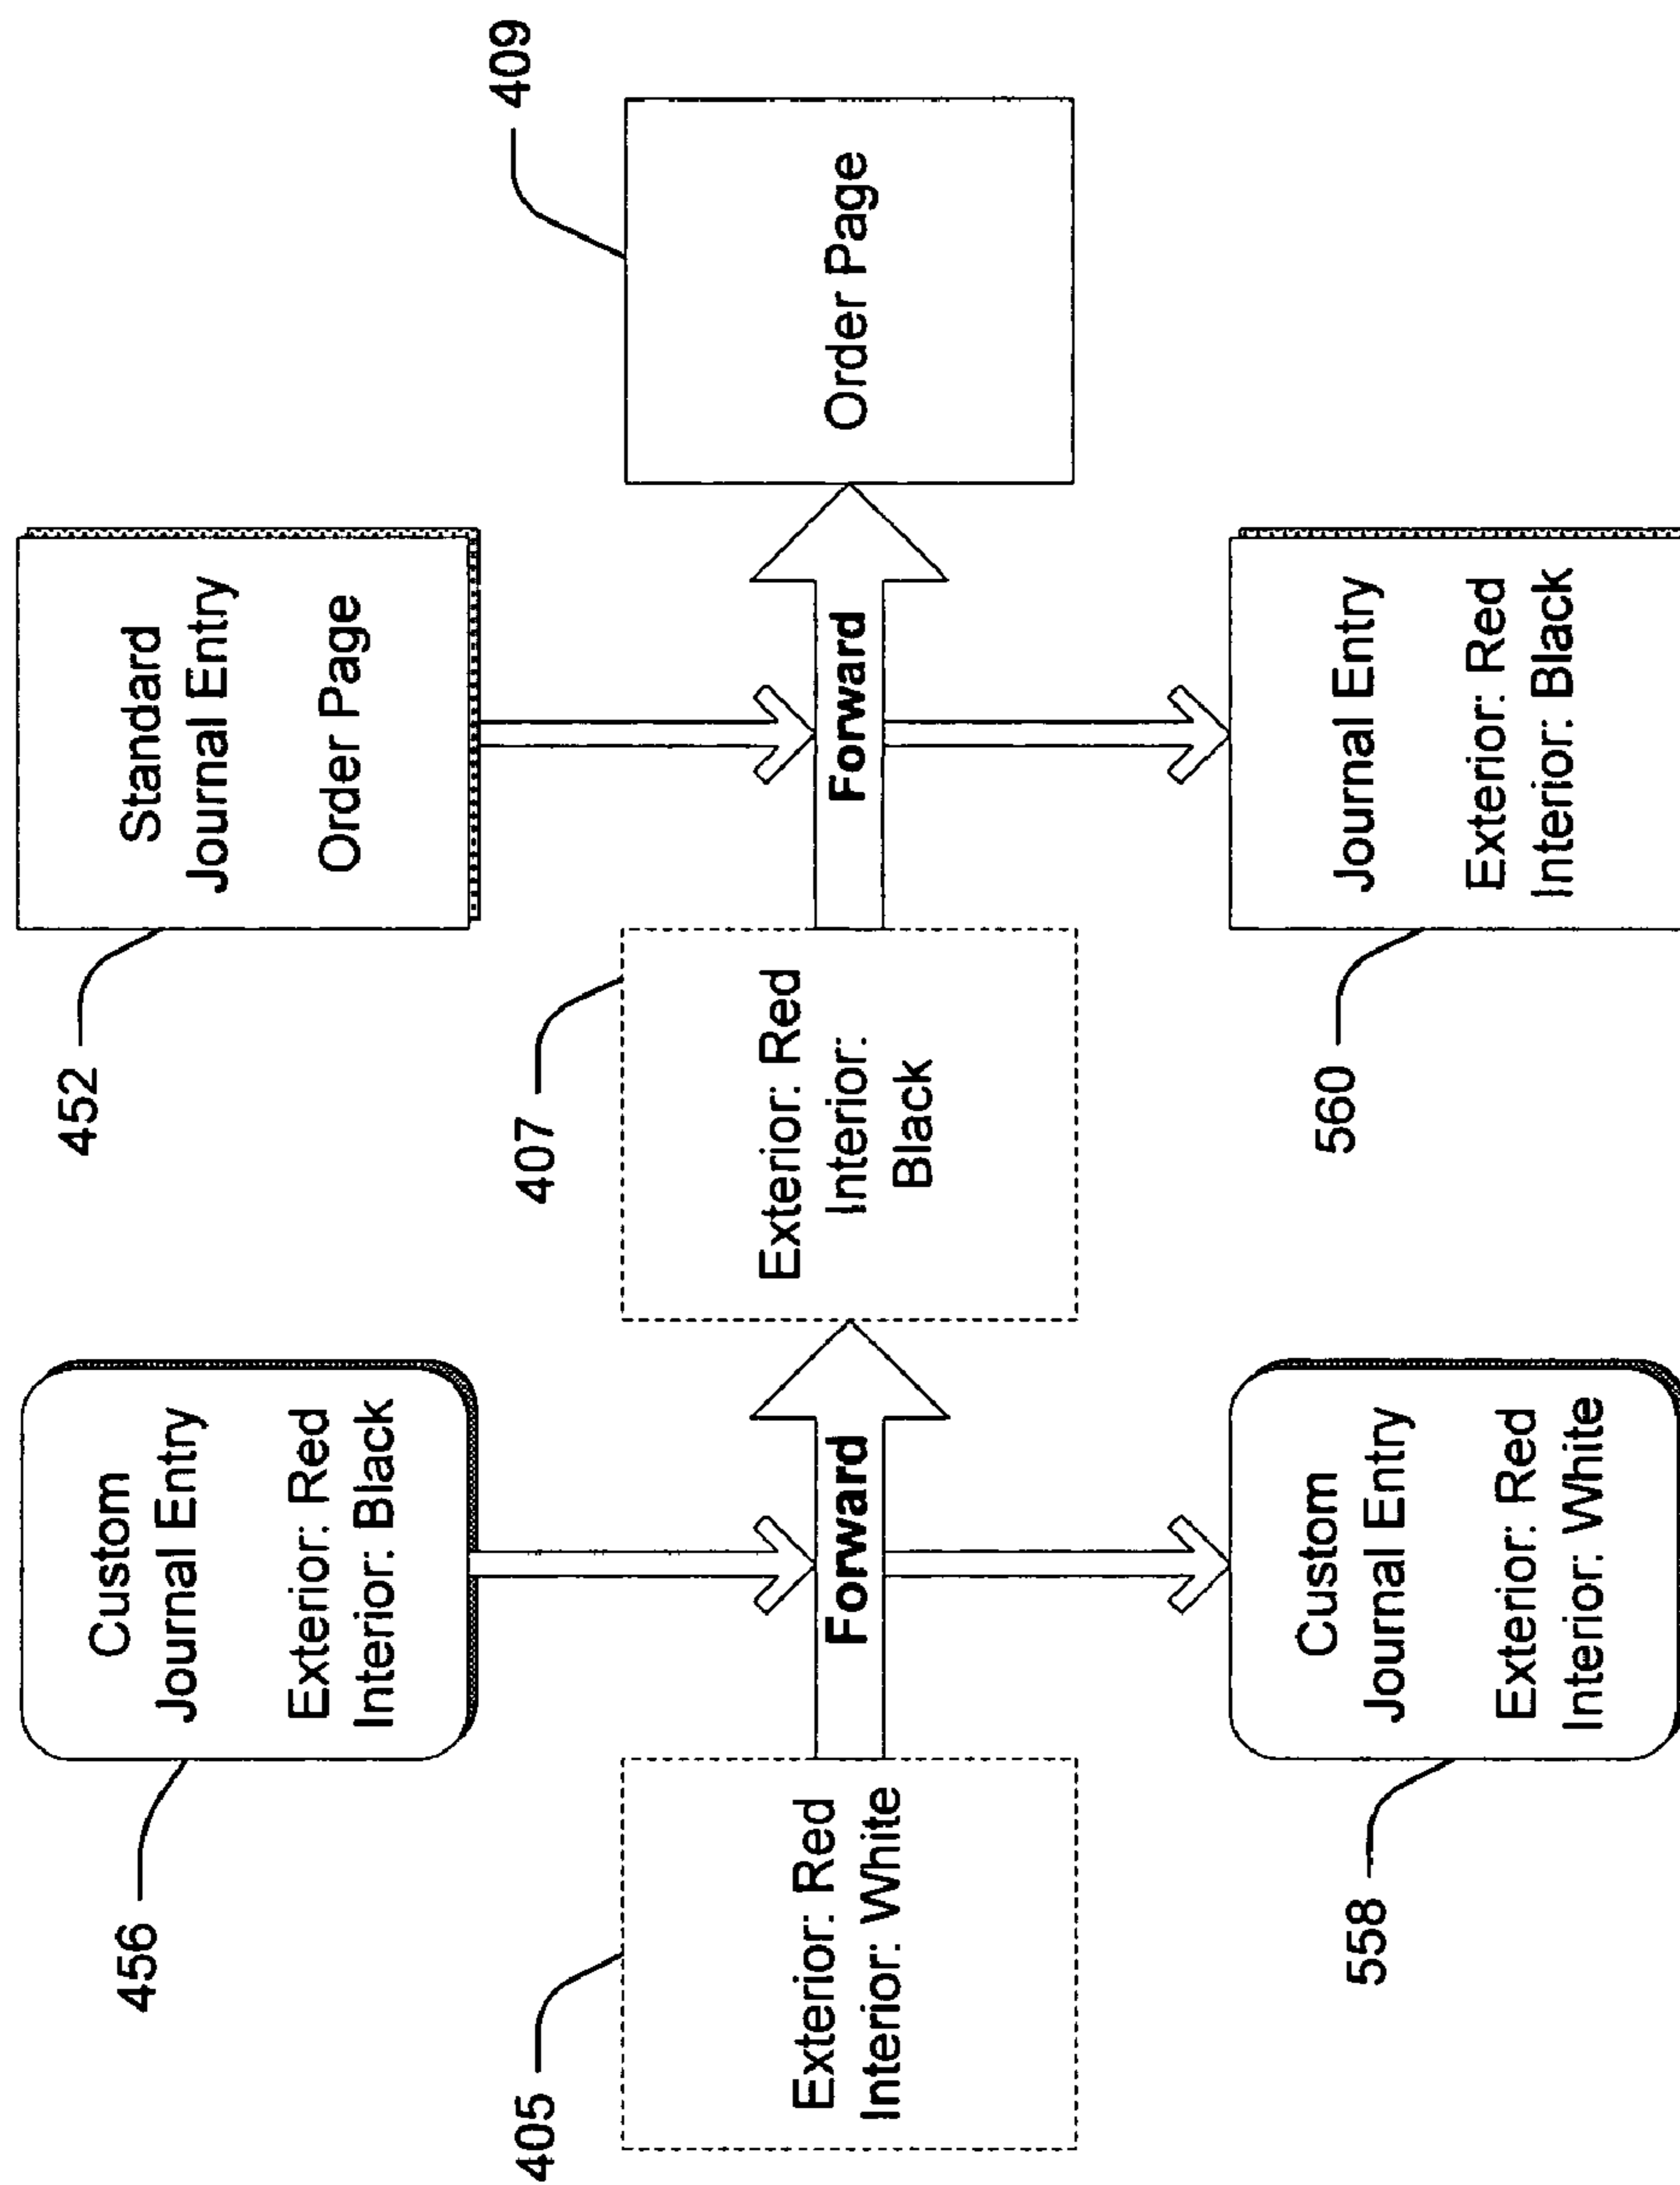 456
Custom
Journal Entry
Exterior: Red
Interior: Black
452
Standard
Journal Entry
Order Page
405
Exterior: Red
Interior: White
Forward
407
Exterior: Red
Interior:
Black
Forward
409
Order Page
558
Custom
Journal Entry
Exterior: Red
Interior: White
560
Journal Entry
Exterior: Red
Interior: Black